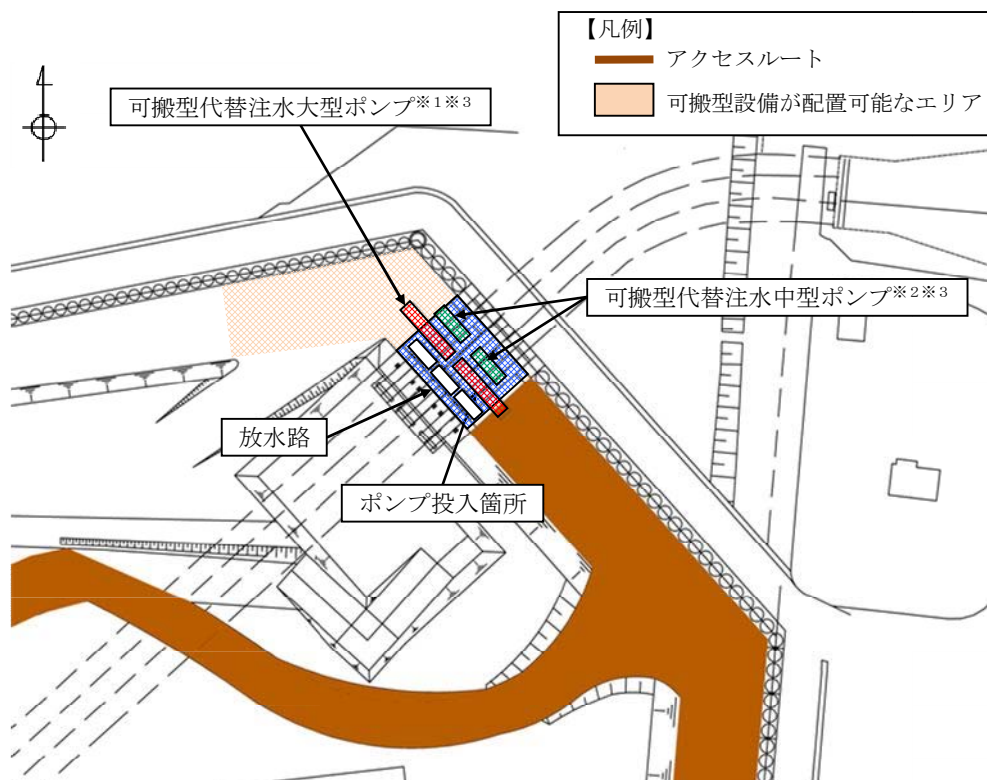 【凡例】
アクセスルート
可搬型設備が配置可能なエリア
可搬型代替注水大型ポンプ※1※3
可搬型代替注水中型ポンプ※2※3
放水路
ポンプ投入箇所